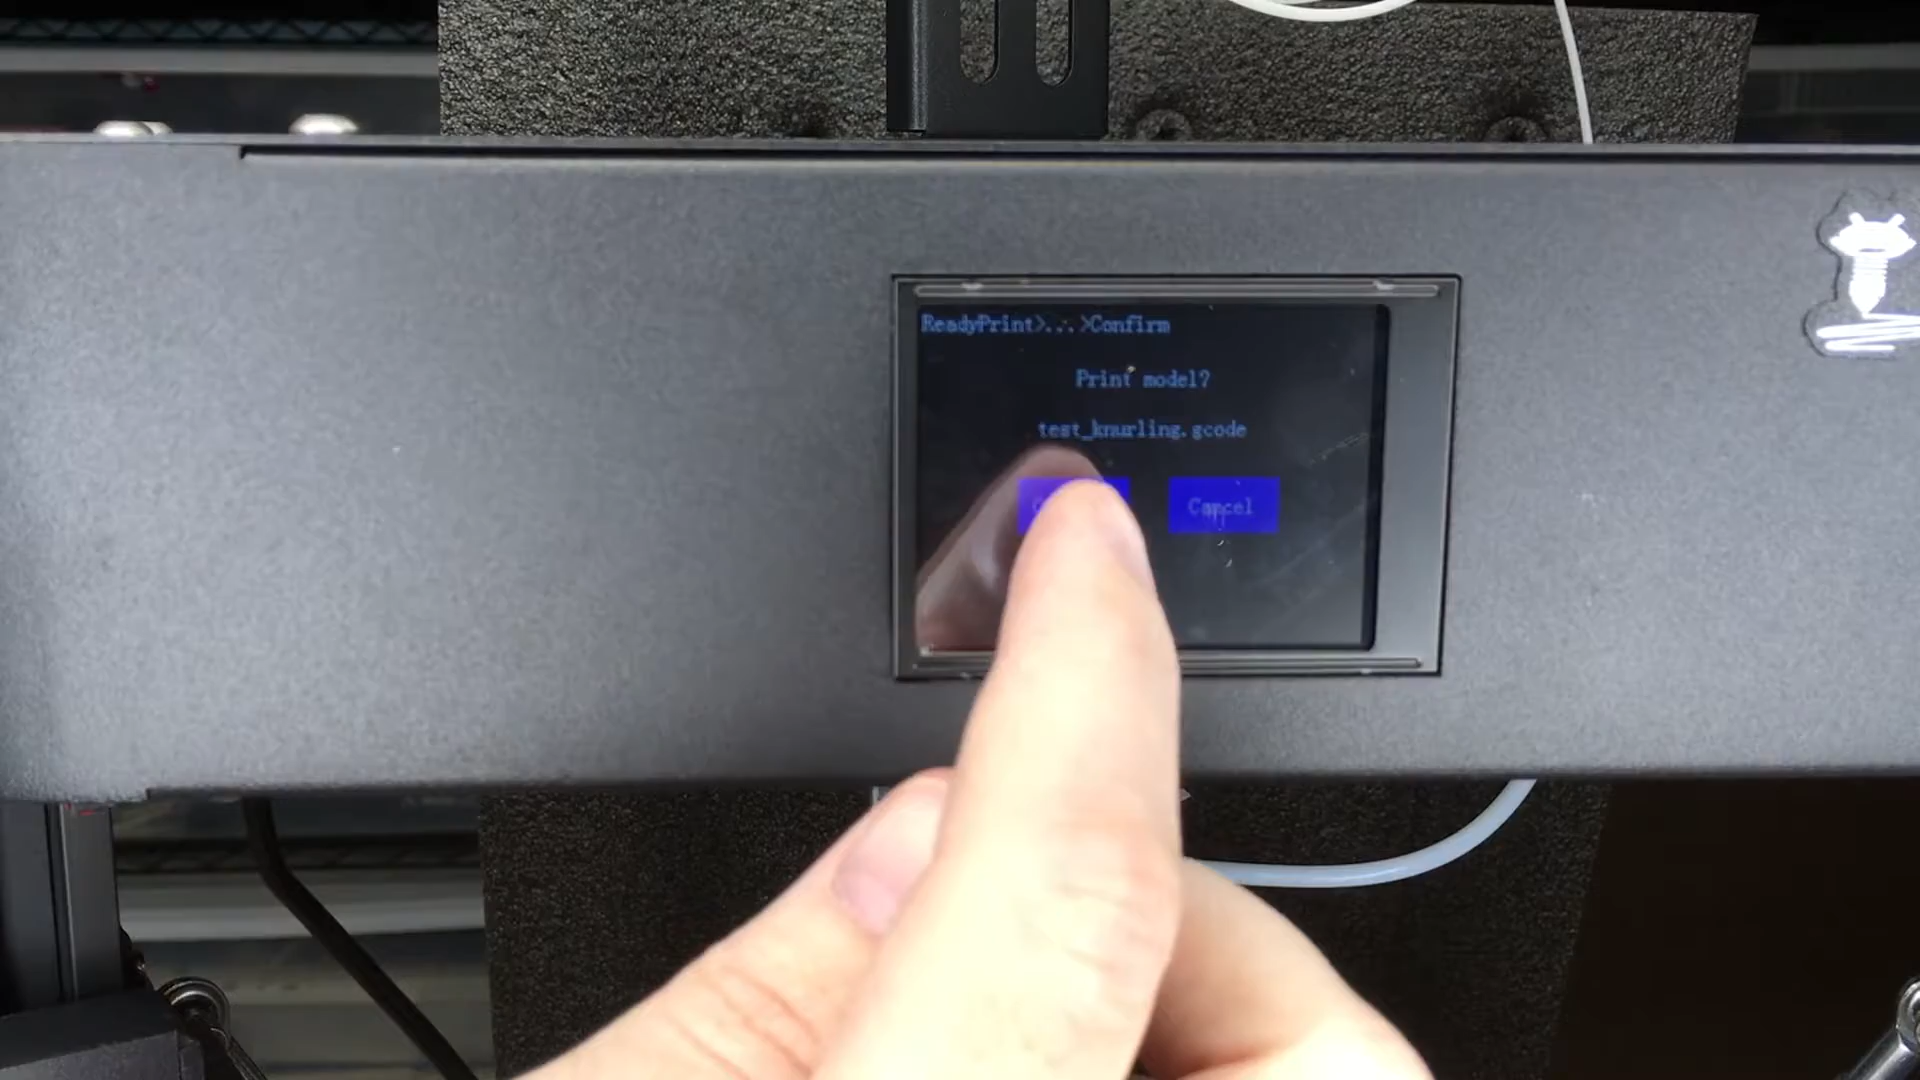 ReadyPrint>...>Confirm
Print model?
test_knurling.gcode
Cancel